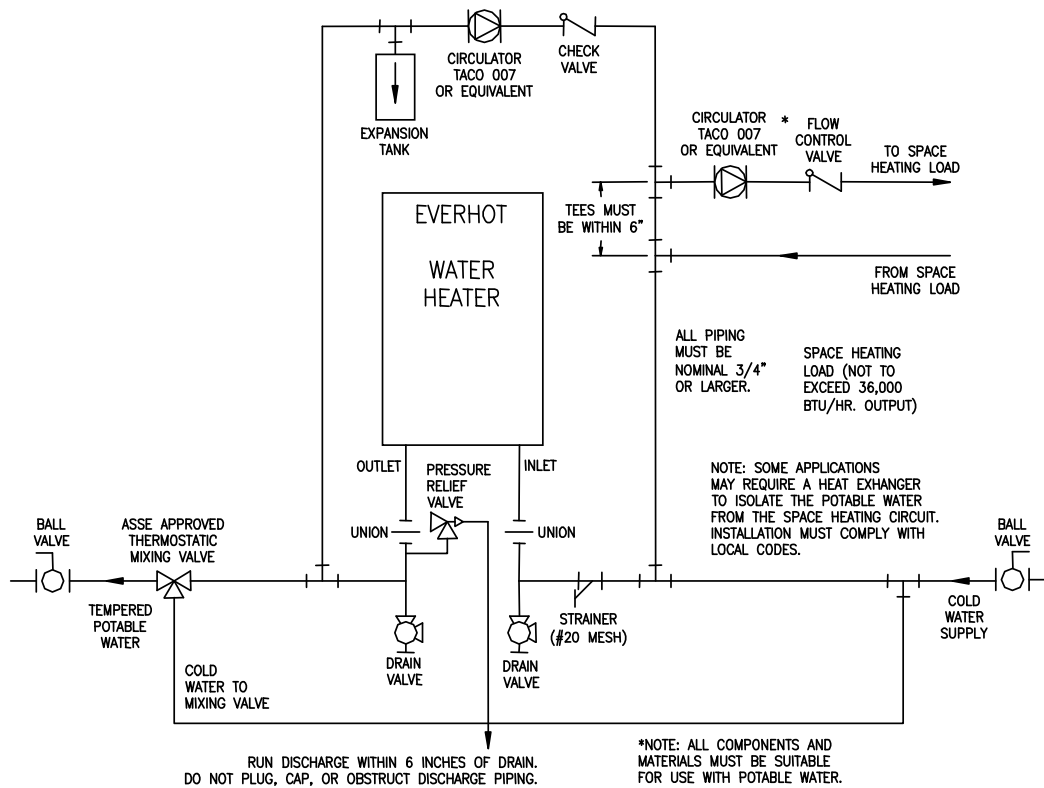 CIRCULATOR
TACO 007
OR EQUIVALENT
CHECK
VALVE
EXPANSION
TANK
CIRCULATOR
TACO 007
OR EQUIVALENT
* FLOW
CONTROL
VALVE
TO SPACE
HEATING LOAD
TEES MUST
BE WITHIN 6"
FROM SPACE
HEATING LOAD
EVERHOT
WATER
HEATER
ALL PIPING
MUST BE
NOMINAL 3/4"
OR LARGER.
SPACE HEATING
LOAD (NOT TO
EXCEED 36,000
BTU/HR. OUTPUT)
OUTLET
INLET
PRESSURE
RELIEF
VALVE
UNION
UNION
NOTE: SOME APPLICATIONS
MAY REQUIRE A HEAT EXHANGER
TO ISOLATE THE POTABLE WATER
FROM THE SPACE HEATING CIRCUIT.
INSTALLATION MUST COMPLY WITH
LOCAL CODES.
BALL
VALVE
ASSE APPROVED
THERMOSTATIC
MIXING VALVE
BALL
VALVE
TEMPERED
POTABLE
WATER
STRAINER
(#20 MESH)
COLD
WATER
SUPPLY
DRAIN
VALVE
DRAIN
VALVE
COLD
WATER TO
MIXING VALVE
RUN DISCHARGE WITHIN 6 INCHES OF DRAIN.
DO NOT PLUG, CAP, OR OBSTRUCT DISCHARGE PIPING.
*NOTE: ALL COMPONENTS AND
MATERIALS MUST BE SUITABLE
FOR USE WITH POTABLE WATER.